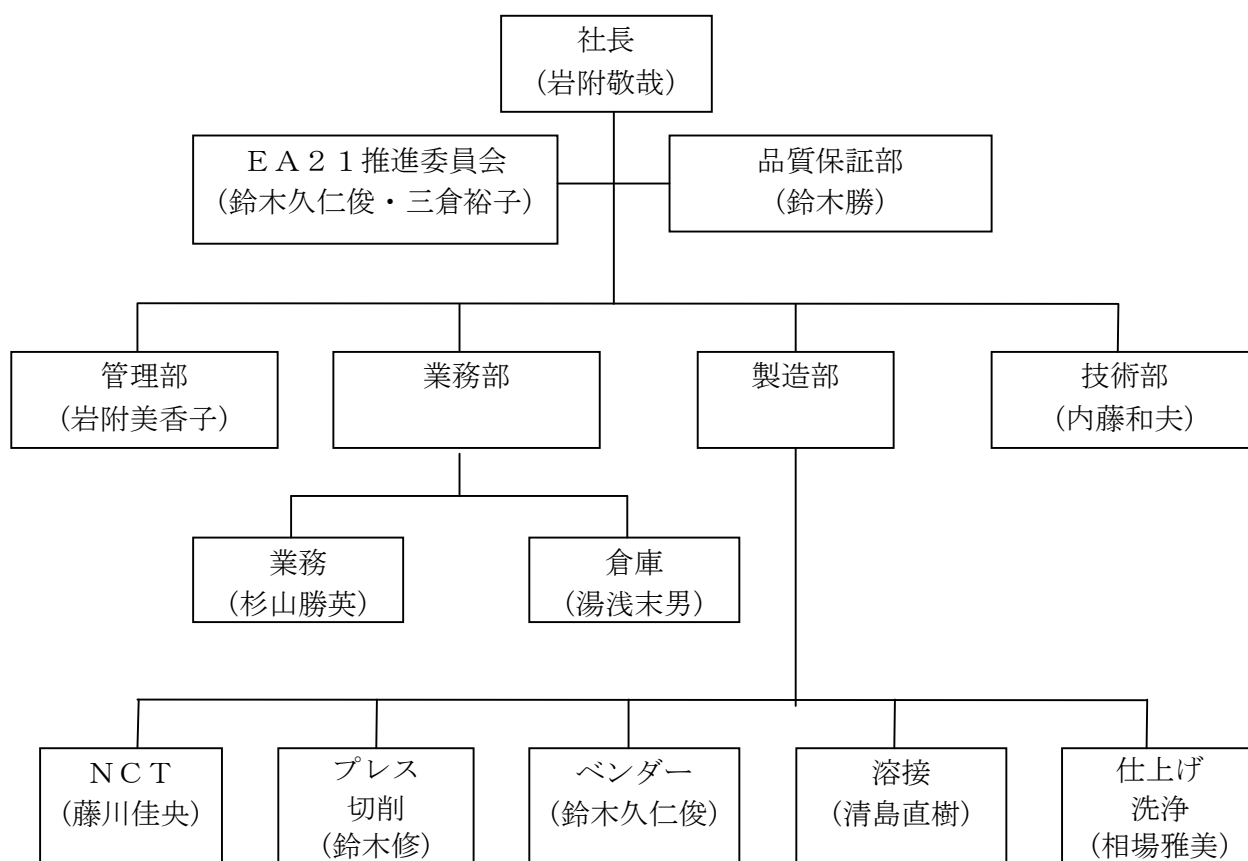 社長
（岩附敬哉）
ＥＡ２１推進委員会
（鈴木久仁俊・三倉裕子）
品質保証部
（鈴木勝）
管理部
（岩附美香子）
業務部
製造部
技術部
（内藤和夫）
業務
（杉山勝英）
倉庫
（湯浅末男）
ＮＣＴ
（藤川佳央）
プレス
切削
（鈴木修）
ベンダー
（鈴木久仁俊）
溶接
（清島直樹）
仕上げ
洗浄
（相場雅美）